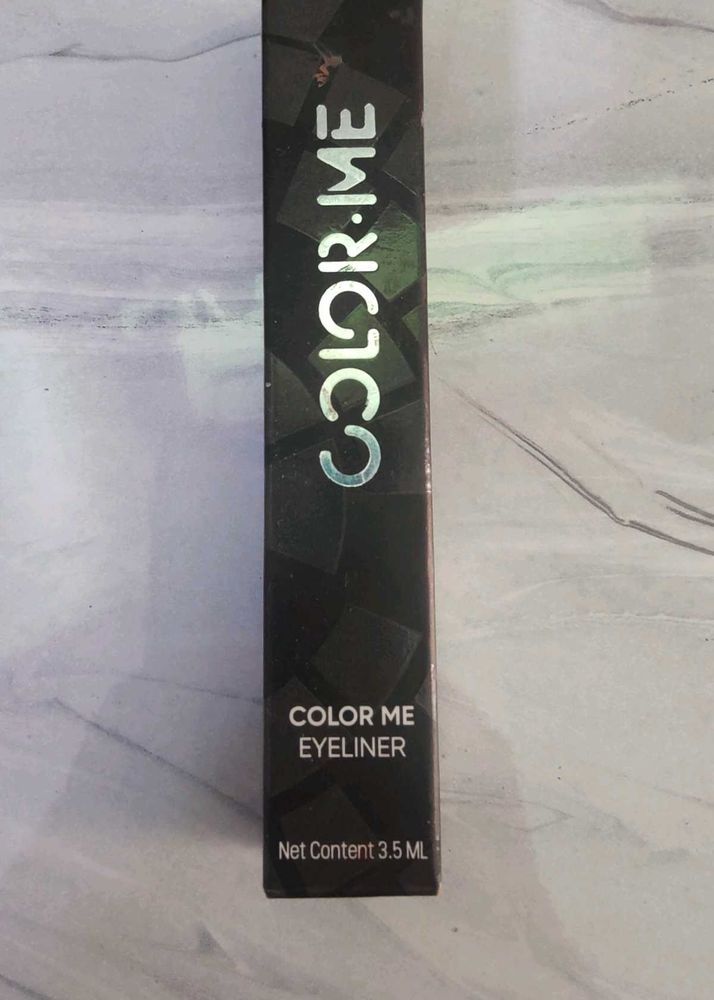 COLOR.ME
COLOR ME
EYELINER
Net Content 3.5 ML